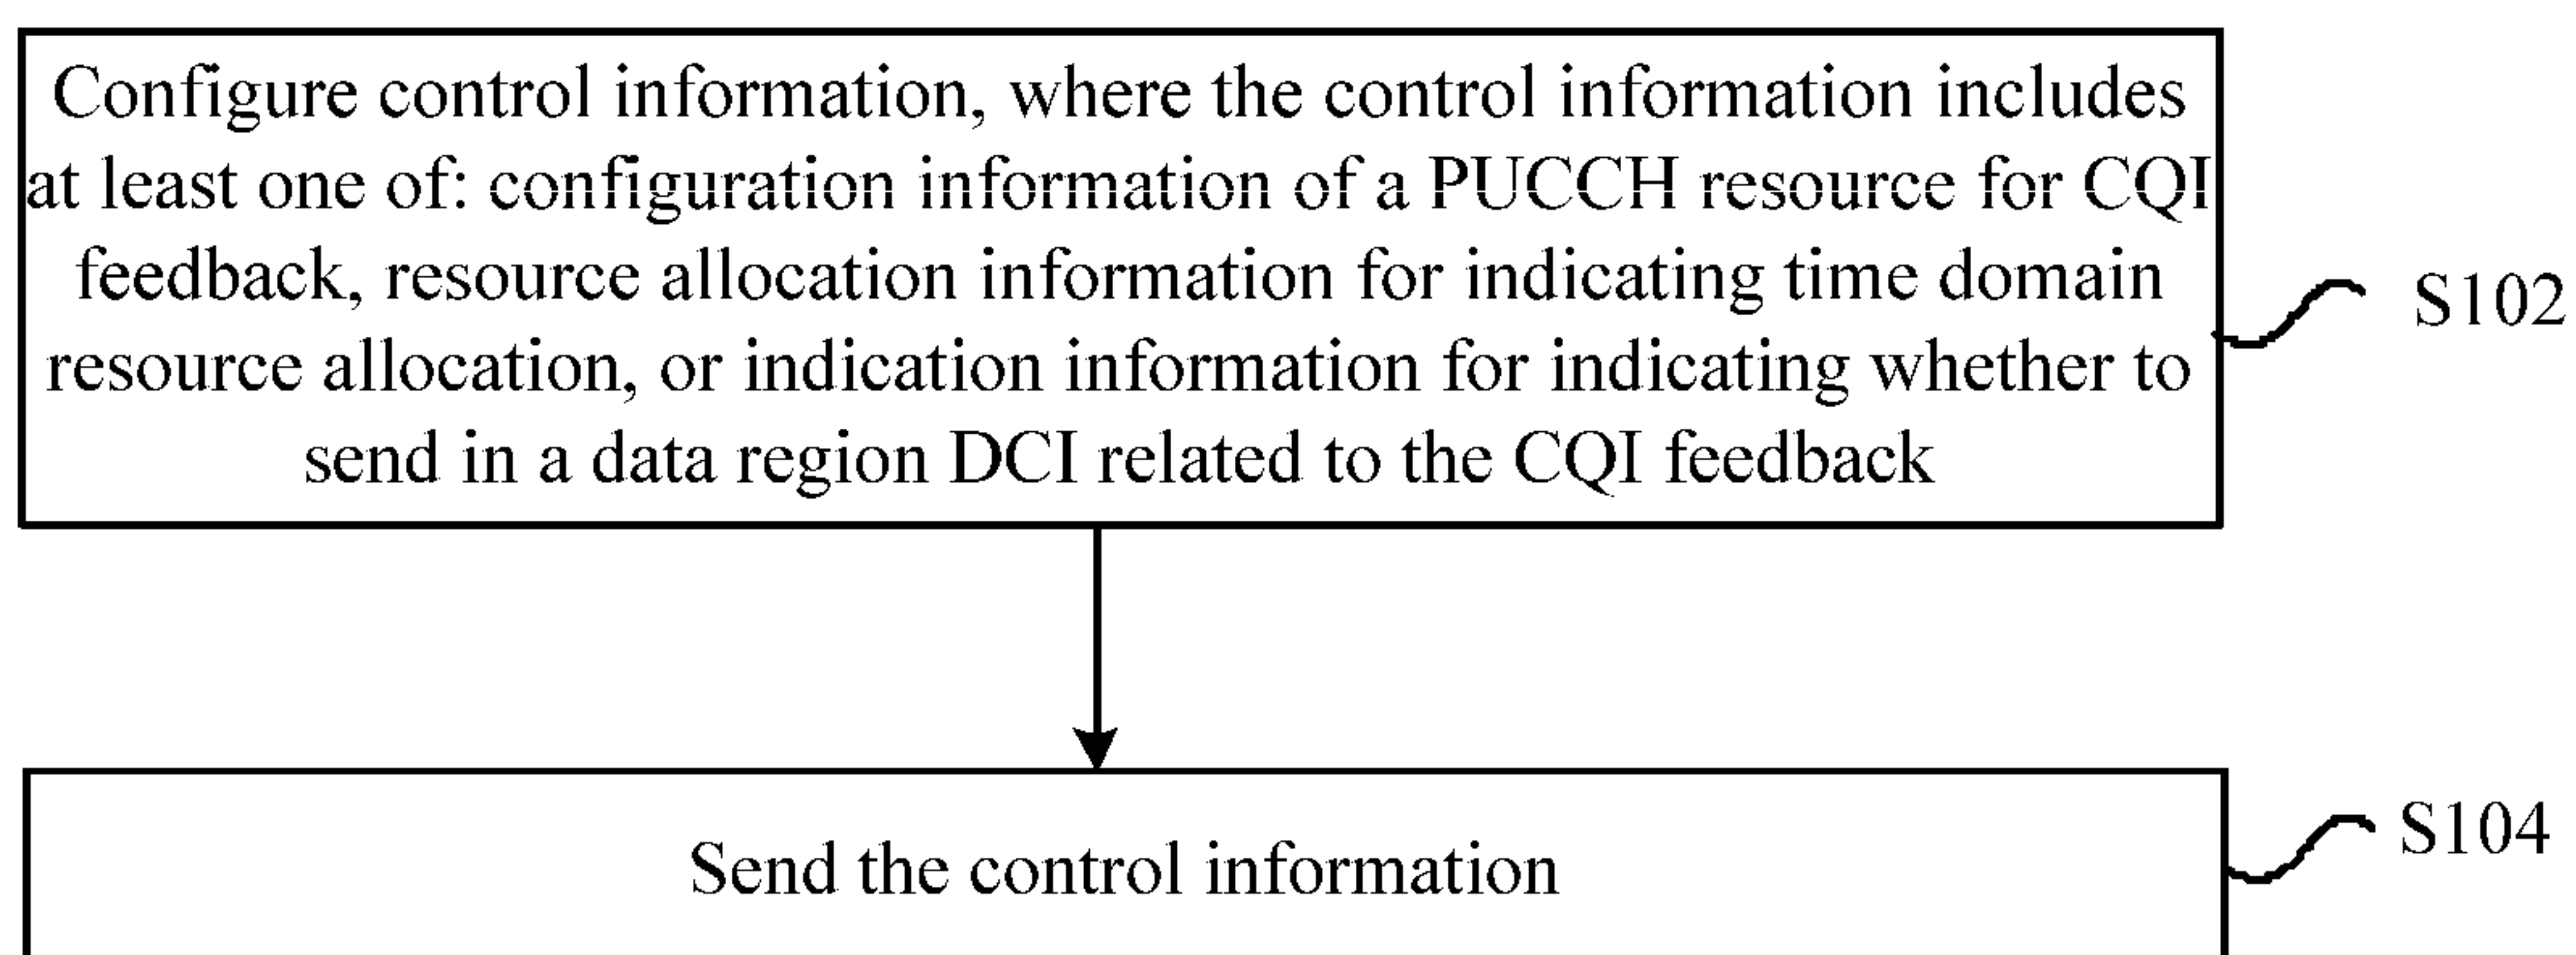 Configure control information, where the control information includes
at least one of: configuration information of a PUCCH resource for CQI
feedback, resource allocation information for indicating time domain
resource allocation, or indication information for indicating whether to
send in a data region DCI related to the CQI feedback
S102
Send the control information
S104